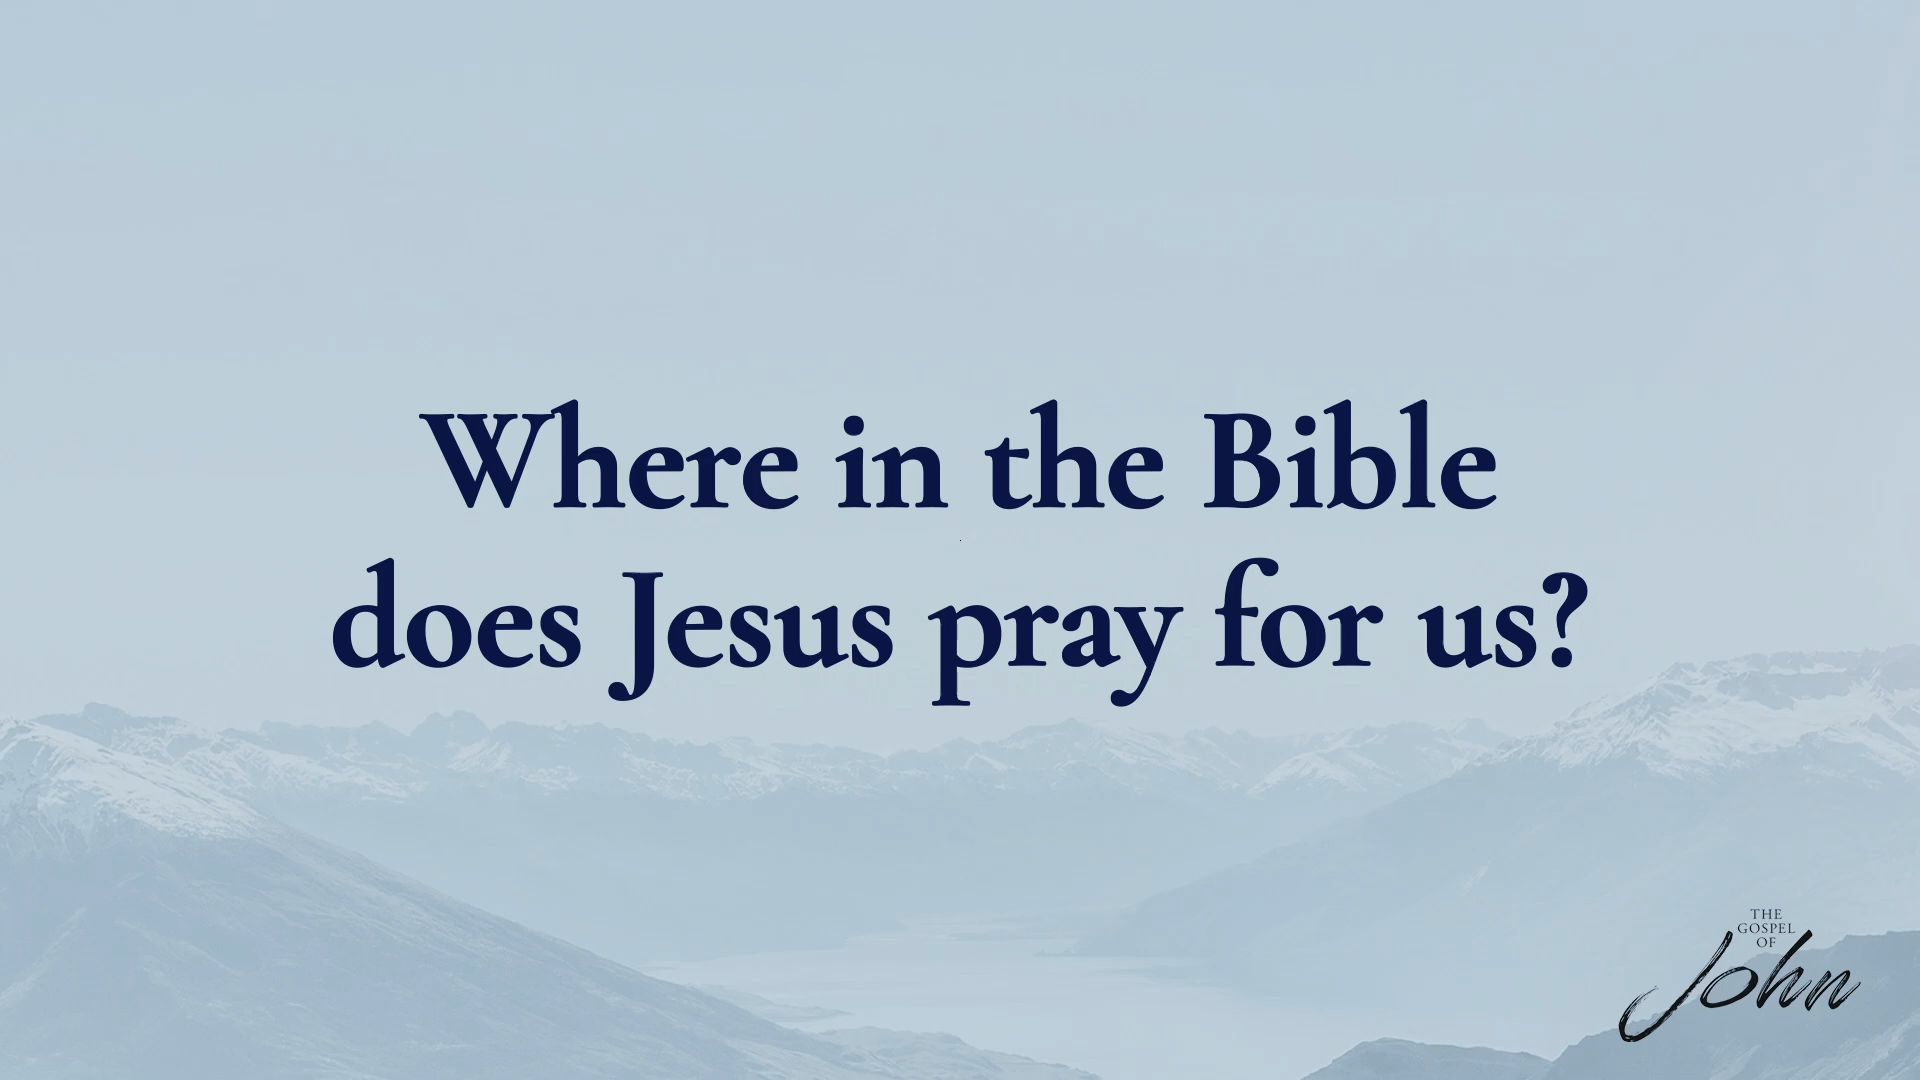 Where in the Bible
does Jesus pray for us?
THE
GOSPEL
OF
John